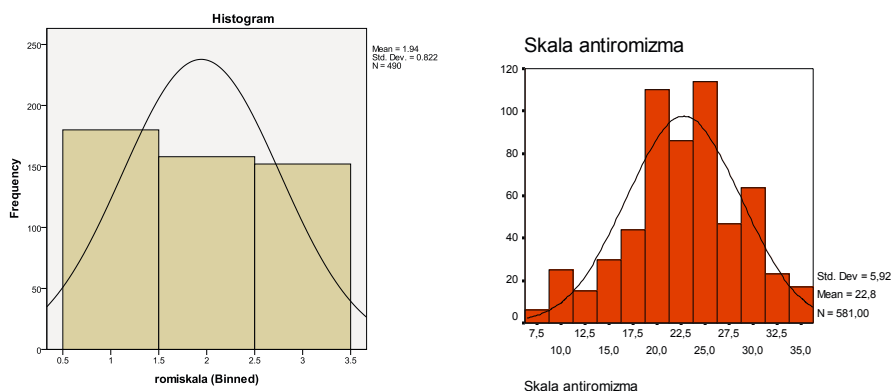 Histogram
Mean = 1.94
Std. Dev. = 0.822
N = 490
Frequency
250
200
150
100
50
0
0.5 1 1.5 2 2.5 3 3.5
romiskala (Binned)
Skala antiromizma
120
100
80
60
40
20
0
Std. Dev = 5,92
Mean = 22,8
N = 581,00
7,5 12,5 17,5 22,5 27,5 32,5
10,0 15,0 20,0 25,0 30,0 35,0
Skala antiromizma